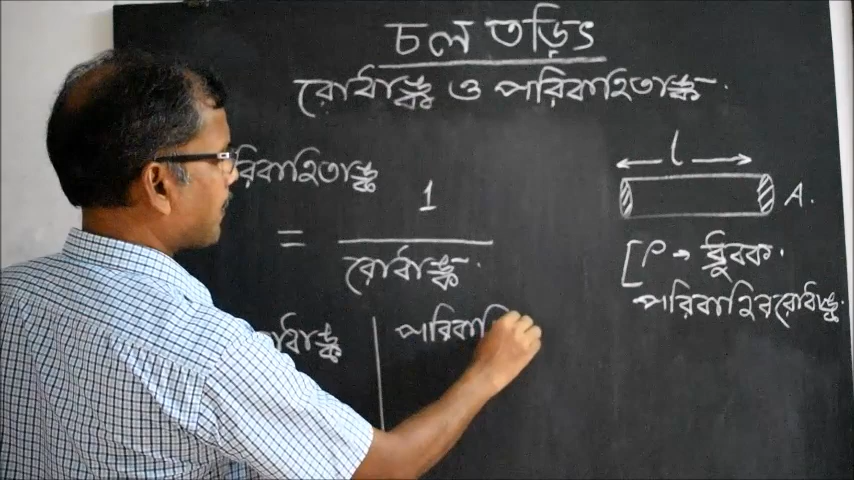 চল তড়িৎ
রোধাঙ্ক ও পরিবাহিতাঙ্ক
রিবাহিতাঙ্ক
= 1
রোধাঙ্ক
l
A.
[ρ → ধ্রুবক.
পরিবাহির রোধাঙ্ক.
ধাঙ্ক
পরিবাহি